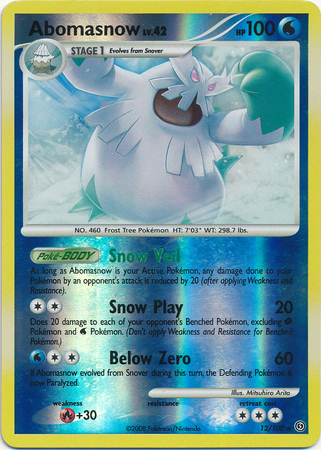 Abomasnow LV.42 HP 100
STAGE 1 Evolves from Snover
NO. 460 Frost Tree Pokémon HT: 7'03" WT: 298.7 lbs.
Poké-BODY Snow Veil
As long as Abomasnow is your Active Pokémon, any damage done to your
Pokémon by an opponent's attack is reduced by 20 (after applying Weakness and
Resistance).
Snow Play 20
Does 20 damage to each of your opponent's Benched Pokémon, excluding
Pokémon and Pokémon. (Don't apply Weakness and Resistance for Benched
Pokémon.)
Below Zero 60
If Abomasnow evolved from Snover during this turn, the Defending Pokémon is
now Paralyzed.
Illus. Mitsuhiro Arita
weakness resistance retreat cost
+30
©2008 Pokémon/Nintendo 12/100